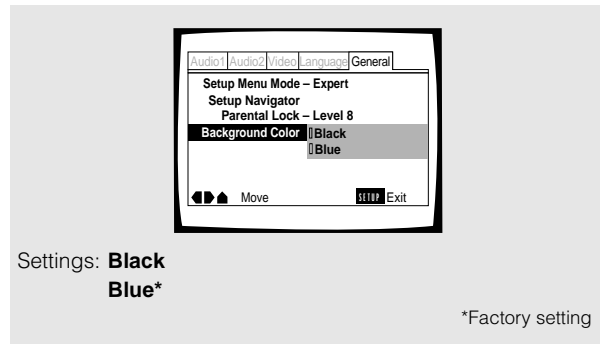 Audio1 Audio2 Video Language General
Setup Menu Mode – Expert
Setup Navigator
Parental Lock – Level 8
Background Color Black
Blue
Move SETUP Exit
Settings: Black
Blue*
*Factory setting